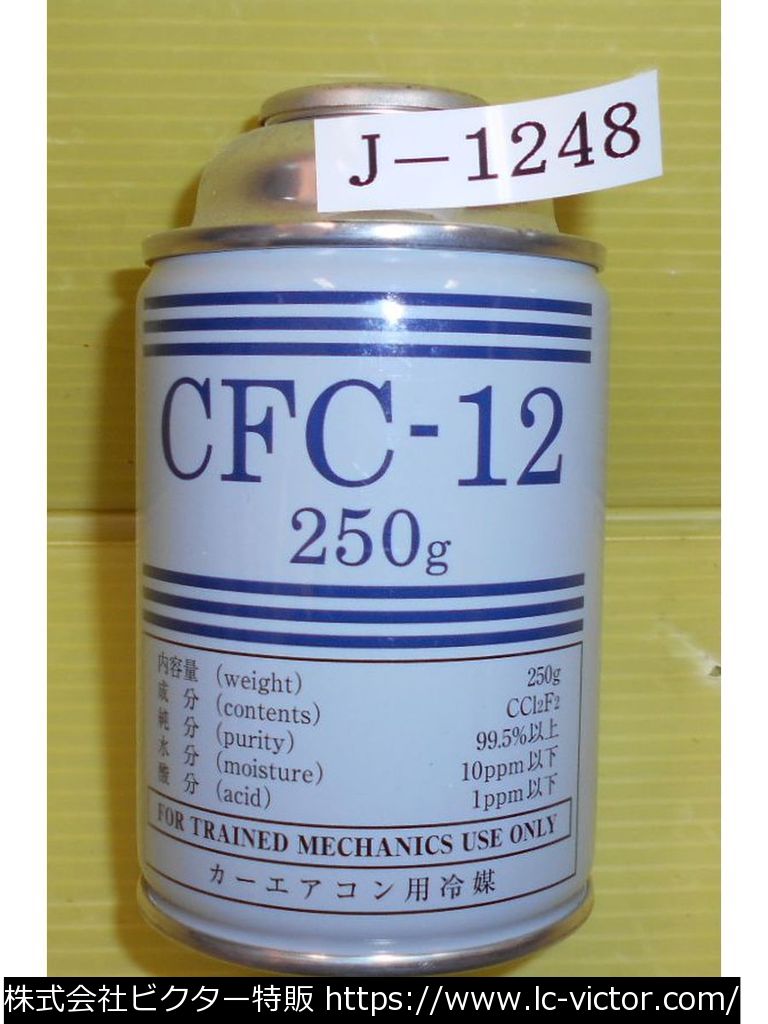 J-1248
CFC-12
250g
内容量 (weight) 250g
成分 (contents) CCl₂F₂
純分 (purity) 99.5%以上
水分 (moisture) 10ppm以下
酸分 (acid) 1ppm以下
FOR TRAINED MECHANICS USE ONLY
カーエアコン用冷媒
株式会社ビクター特販 https://www.lc-victor.com/